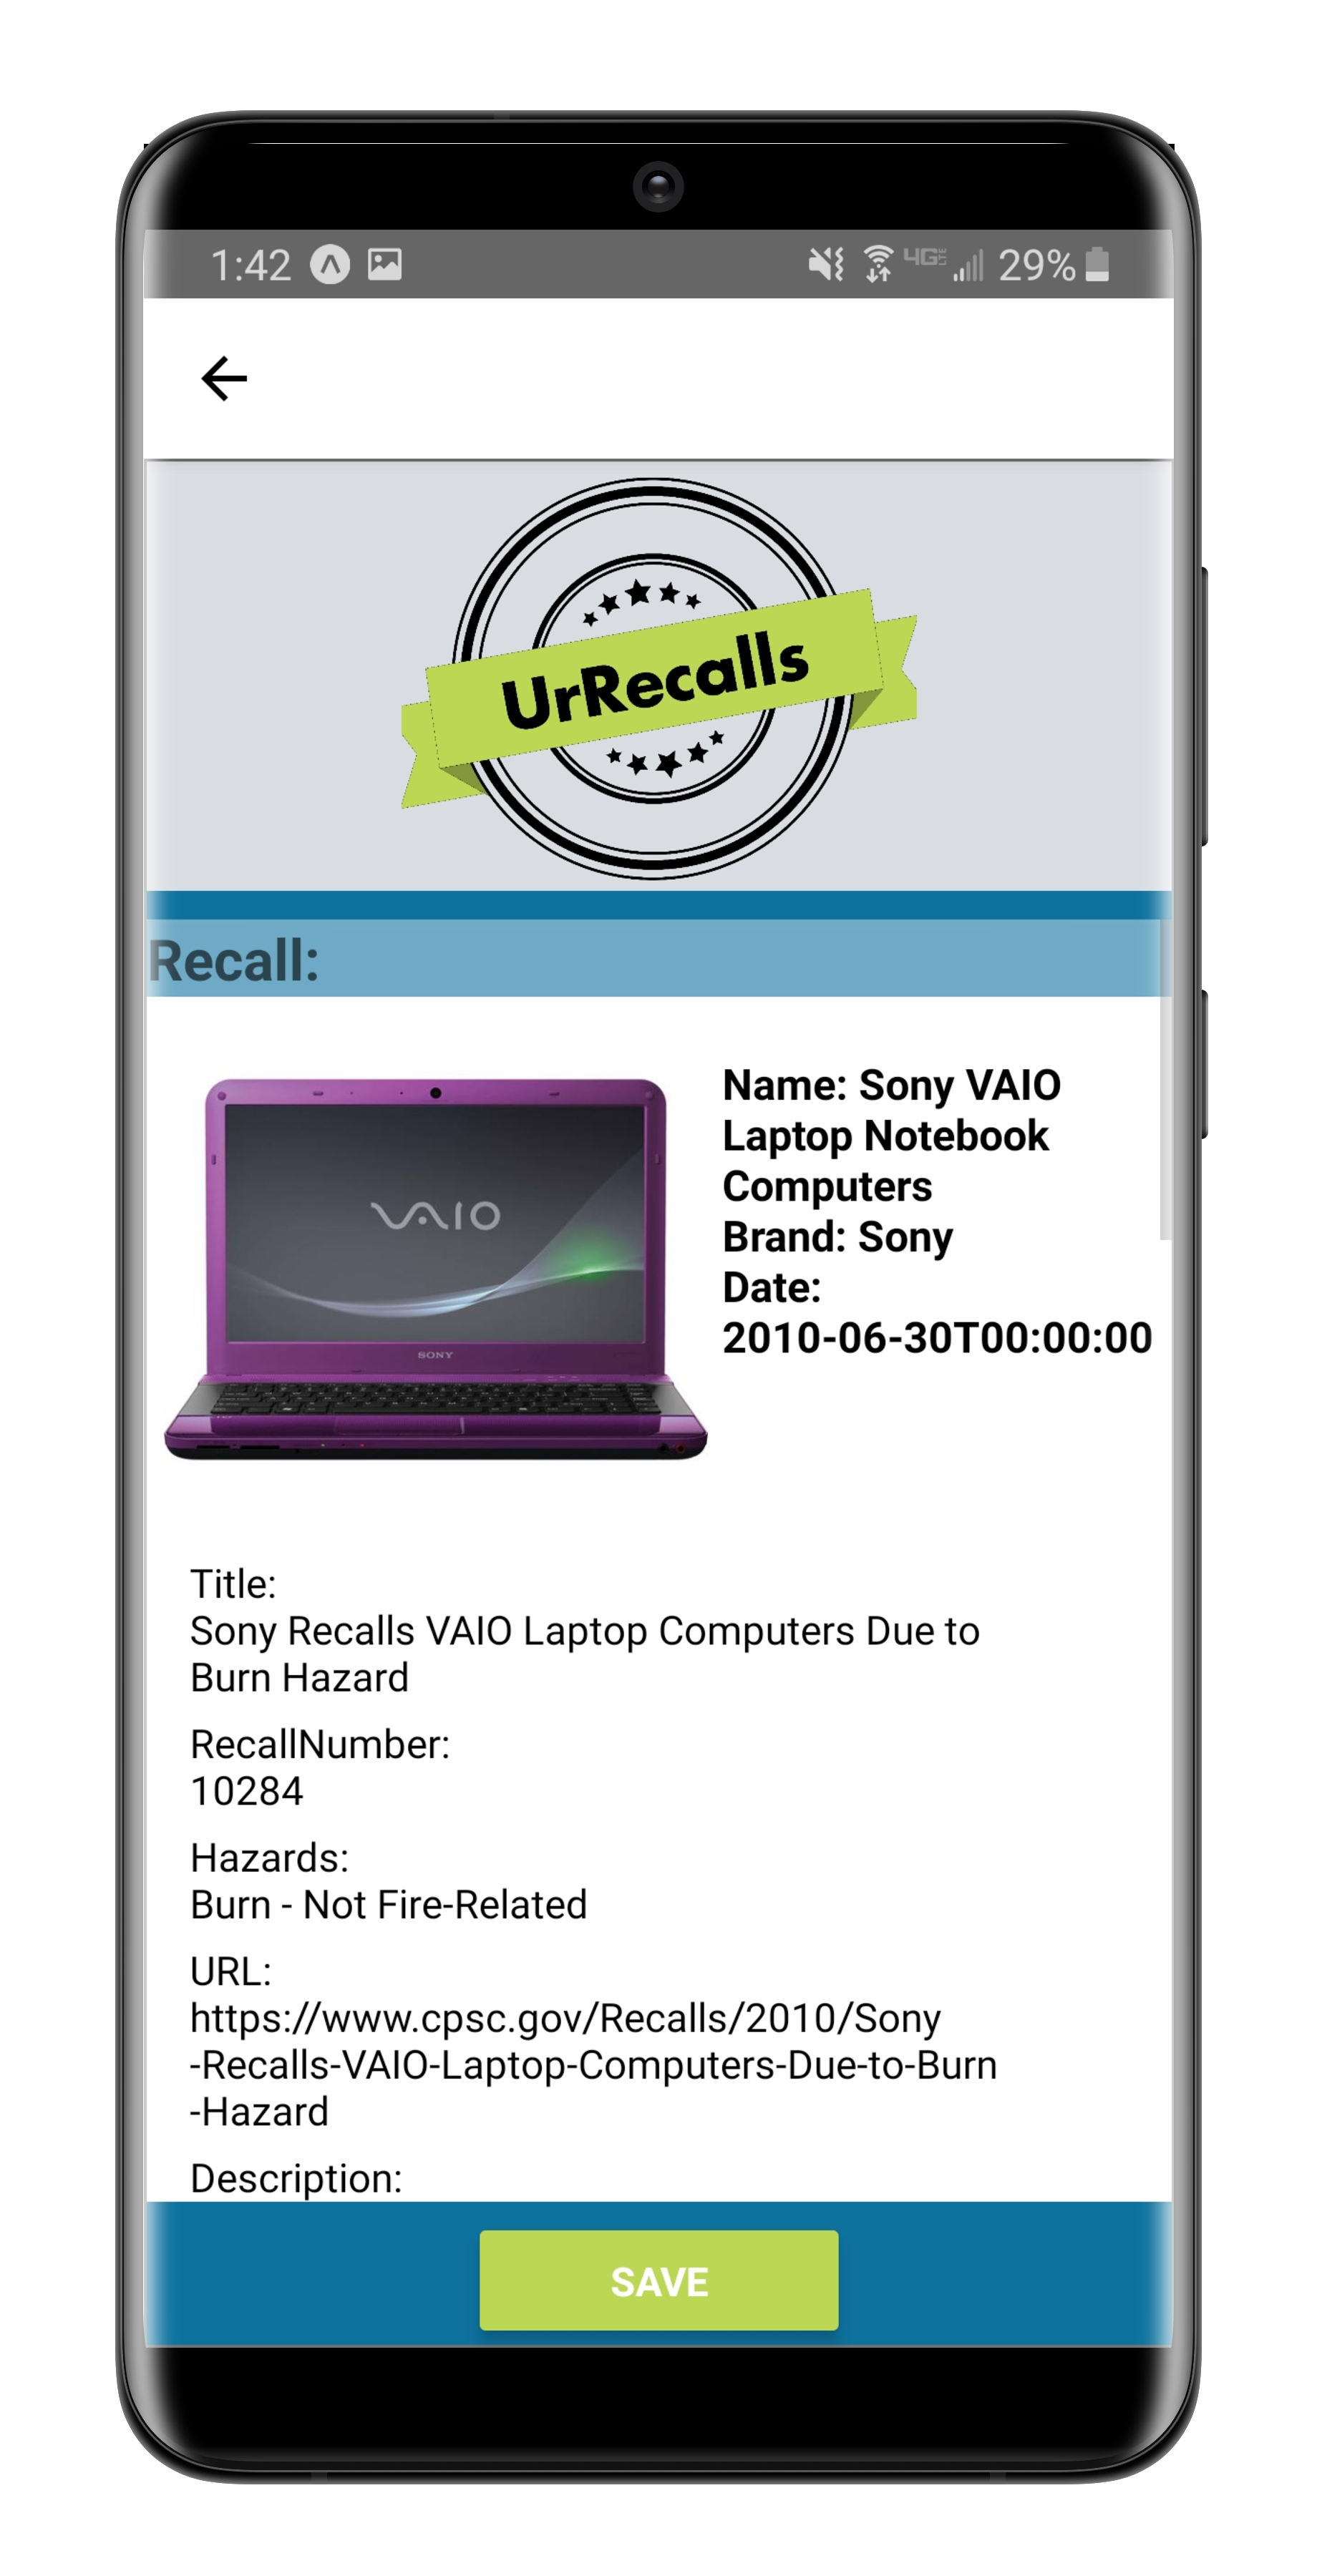 1:42
4G LTE
29%
UrRecalls
Recall:
VAIO
SONY
Name: Sony VAIO
Laptop Notebook
Computers
Brand: Sony
Date:
2010-06-30T00:00:00
Title:
Sony Recalls VAIO Laptop Computers Due to
Burn Hazard
RecallNumber:
10284
Hazards:
Burn - Not Fire-Related
URL:
https://www.cpsc.gov/Recalls/2010/Sony
-Recalls-VAIO-Laptop-Computers-Due-to-Burn
-Hazard
Description:
SAVE